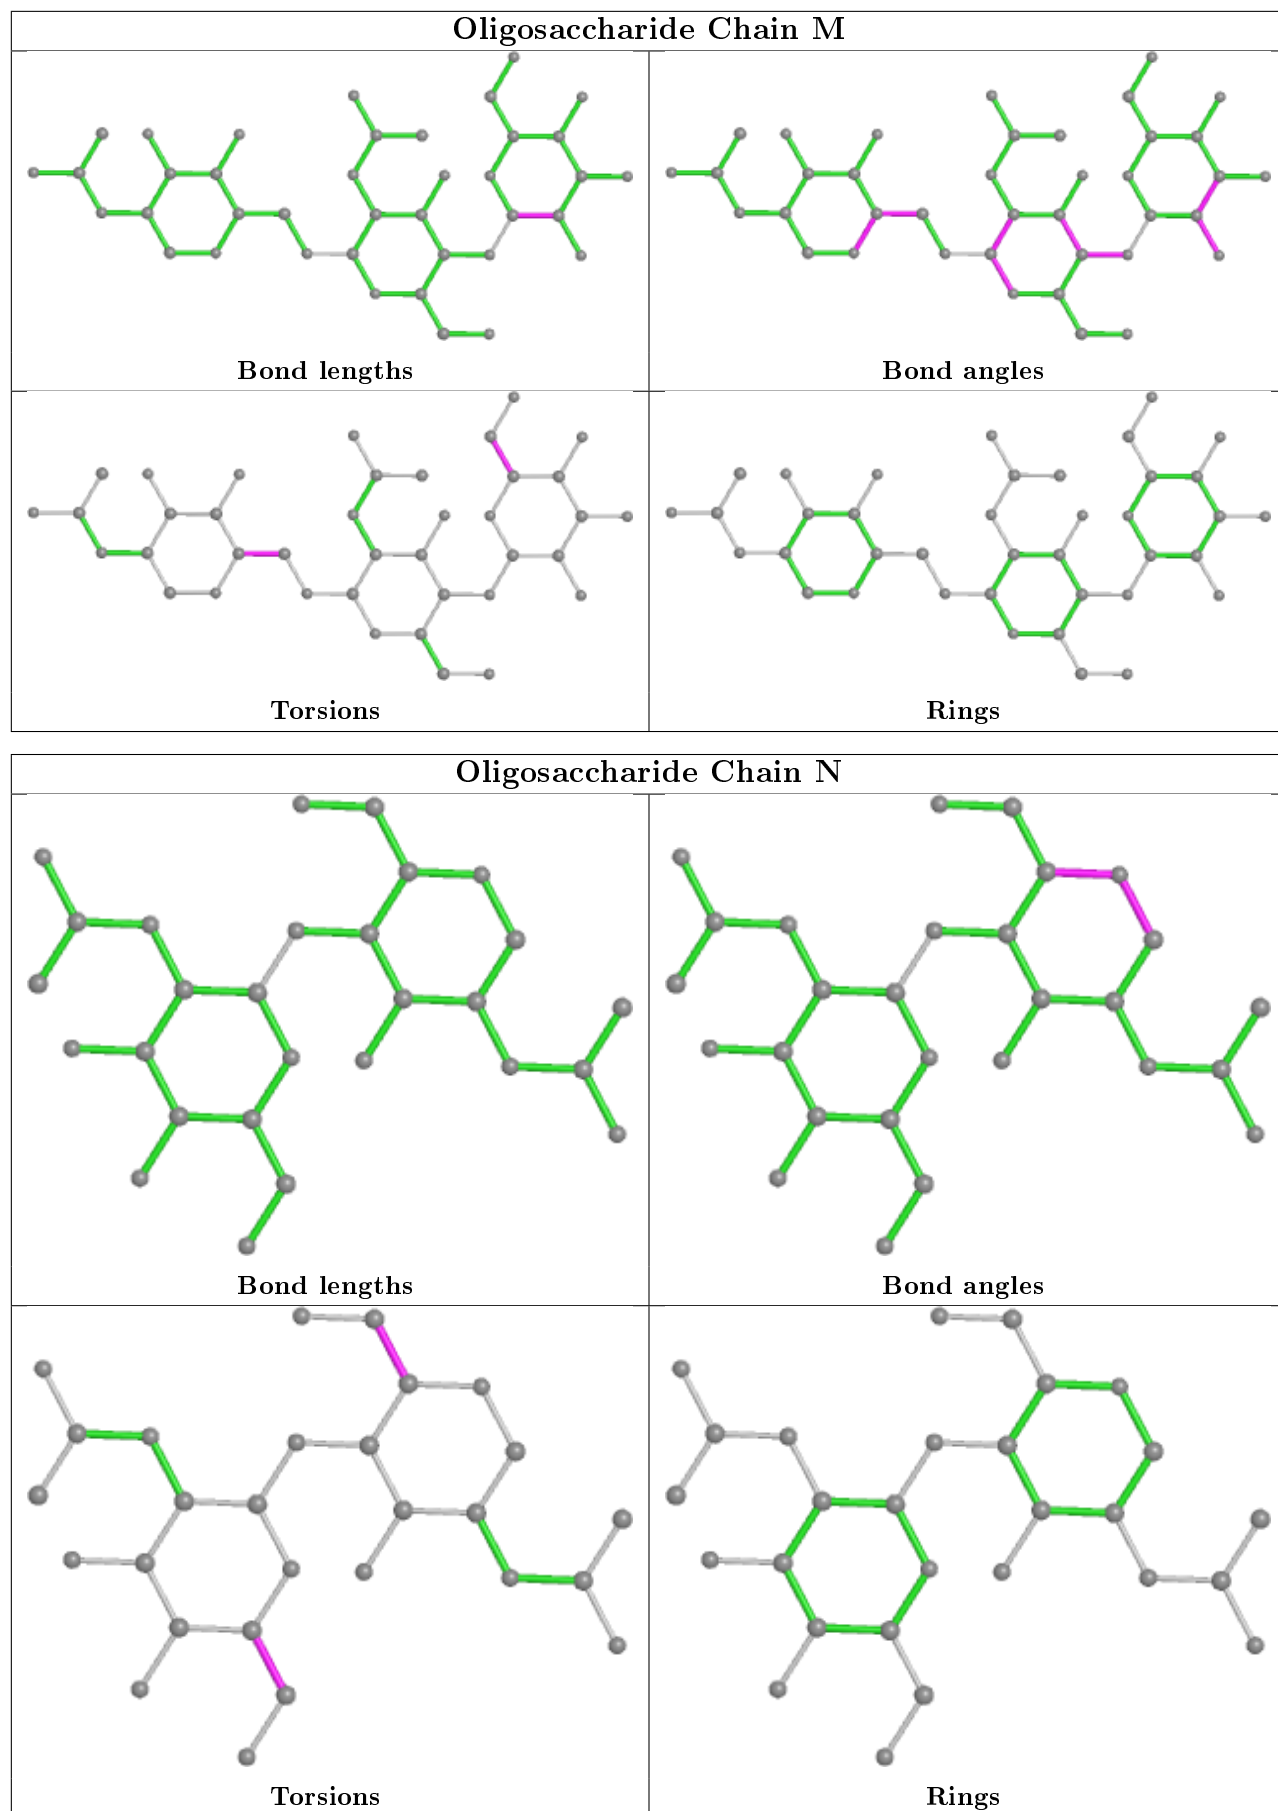 Oligosaccharide Chain M
Bond lengths
Bond angles
Torsions
Rings
Oligosaccharide Chain N
Bond lengths
Bond angles
Torsions
Rings